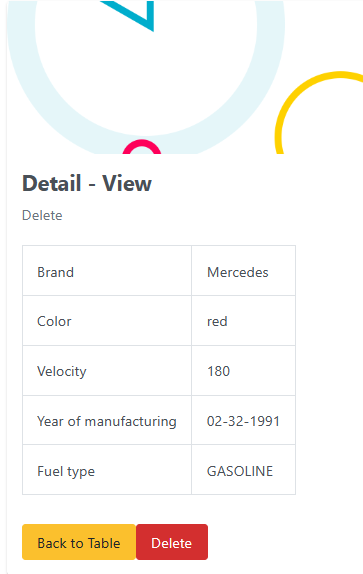 Detail - View
Delete
Brand Mercedes
Color red
Velocity 180
Year of manufacturing 02-32-1991
Fuel type GASOLINE
Back to Table Delete